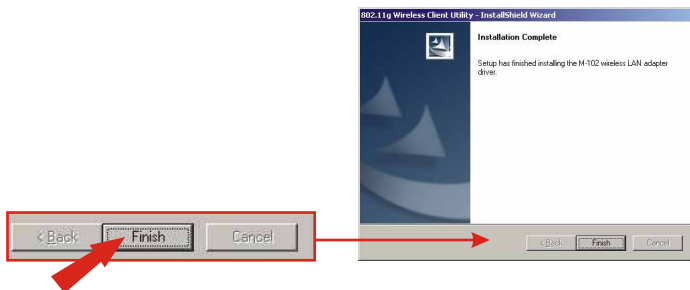 802.11g Wireless Client Utility - InstallShield Wizard
Installation Complete
Setup has finished installing the M-102 wireless LAN adapter
driver.
< Back Finish Cancel
< Back Finish Cancel